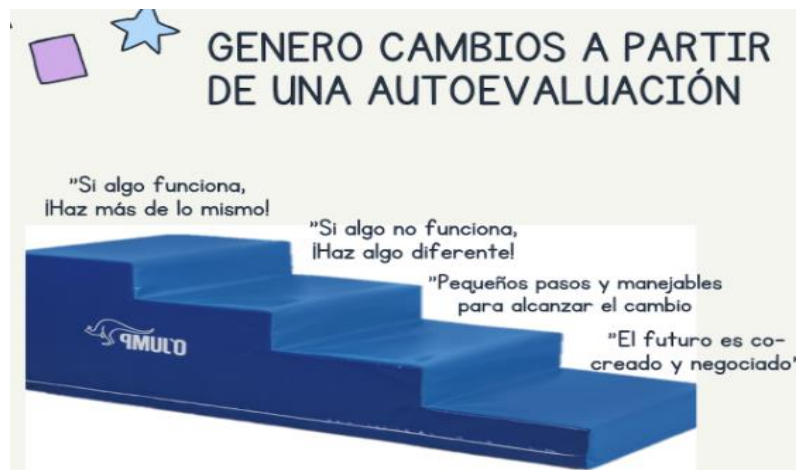 GENERO CAMBIOS A PARTIR
DE UNA AUTOEVALUACIÓN
"Si algo funciona,
¡Haz más de lo mismo!
"Si algo no funciona,
¡Haz algo diferente!
"Pequeños pasos y manejables
para alcanzar el cambio
"El futuro es co-
creado y negociado"
O'JUMP